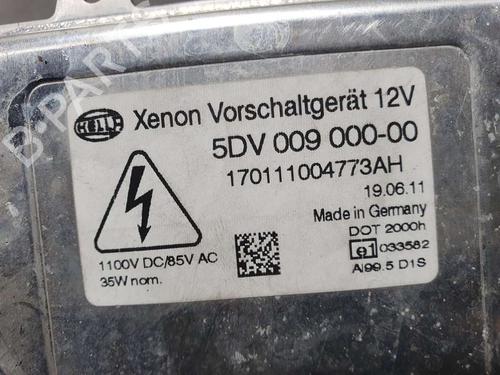 B-PARTS
HELLA
Xenon Vorschaltgerät 12V
5DV 009 000-00
170111004773AH
19.06.11
Made in Germany
DOT 2000h
e1 033582
AI99.5 D1S
1100V DC/85V AC
35W nom.